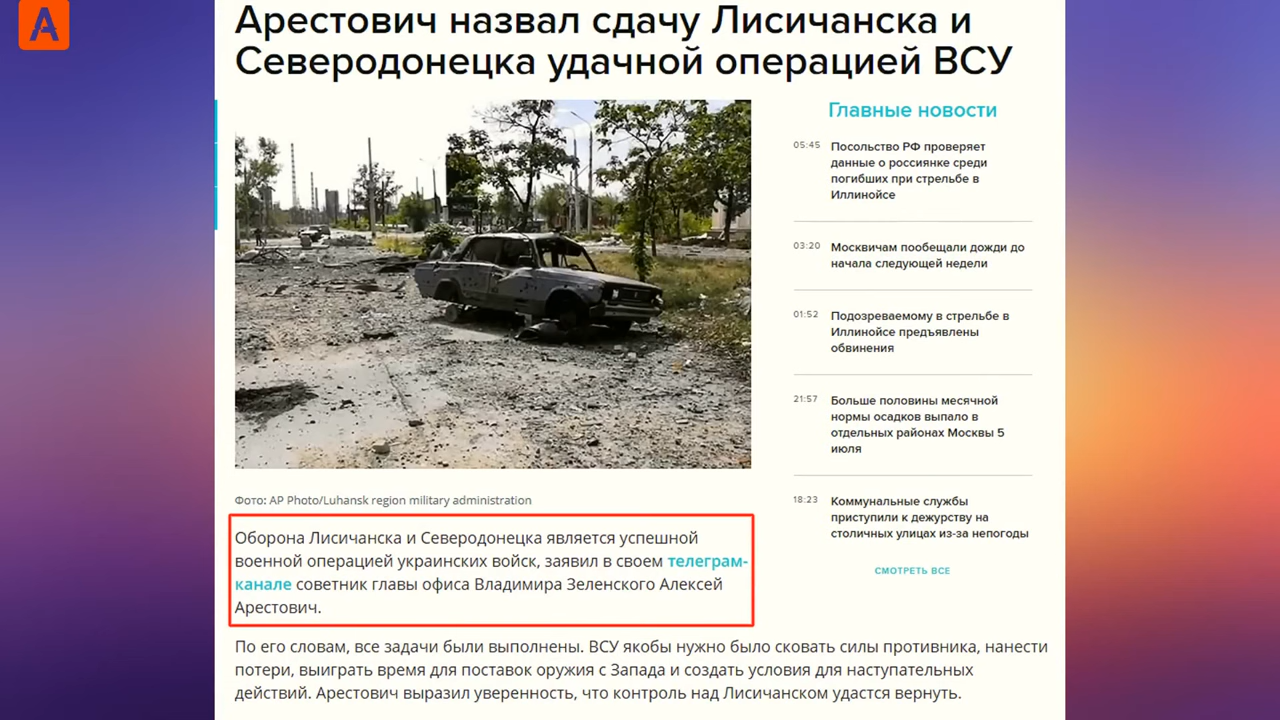 A
Арестович назвал сдачу Лисичанска и
Северодонецка удачной операцией ВСУ
Главные новости
05:45
Посольство РФ проверяет
данные о россиянке среди
погибших при стрельбе в
Иллинойсе
03:20
Москвичам пообещали дожди до
начала следующей недели
01:52
Подозреваемому в стрельбе в
Иллинойсе предъявлены
обвинения
21:57
Больше половины месячной
нормы осадков выпало в
отдельных районах Москвы 5
июля
18:23
Коммунальные службы
приступили к дежурству на
столичных улицах из-за непогоды
СМОТРЕТЬ ВСЕ
Фото: AP Photo/Luhansk region military administration
Оборона Лисичанска и Северодонецка является успешной
военной операцией украинских войск, заявил в своем телеграм-
канале советник главы офиса Владимира Зеленского Алексей
Арестович.
По его словам, все задачи были выполнены. ВСУ якобы нужно было сковать силы противника, нанести
потери, выиграть время для поставок оружия с Запада и создать условия для наступательных
действий. Арестович выразил уверенность, что контроль над Лисичанском удастся вернуть.